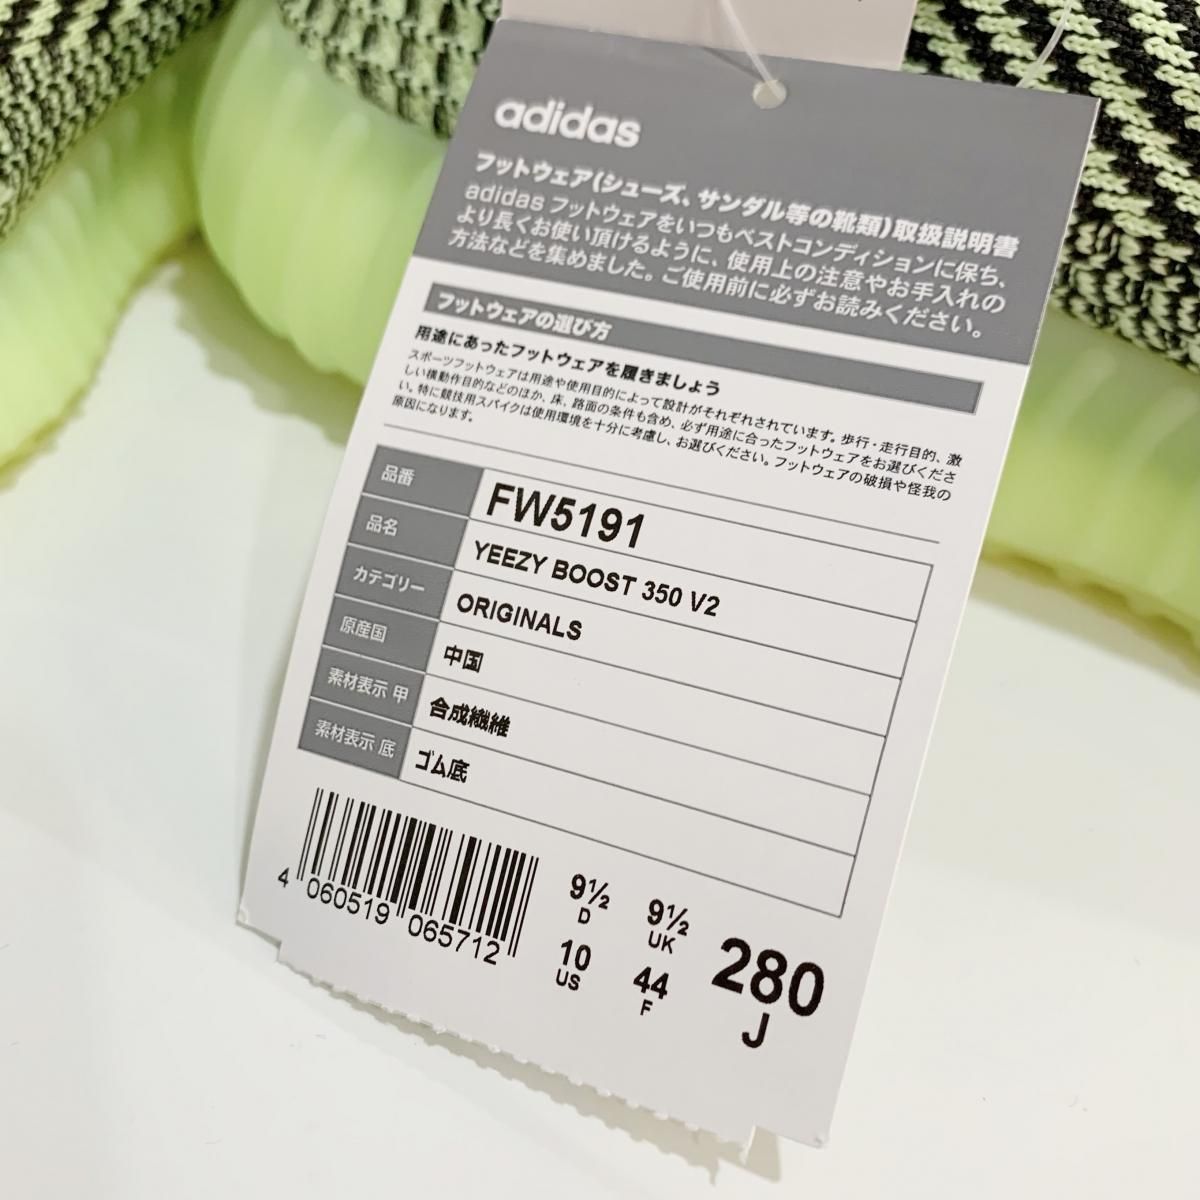 adidas
フットウェア(シューズ、サンダル等の靴類)取扱説明書
adidas フットウェアをいつもベストコンディションに保ち、
より長くお使い頂けるように、使用上の注意やお手入れの
方法などを集めました。ご使用前に必ずお読みください。
フットウェアの選び方
用途にあったフットウェアを履きましょう
スポーツフットウェアは用途や使用目的によって設計がそれぞれされています。歩行・走行目的、激
しい横動作目的などのほか、床、路面の条件も含め、必ず用途に合ったフットウェアをお選びくださ
い。特に競技用スパイクは使用環境を十分に考慮し、お選びください。フットウェアの破損や怪我の
原因になります。
品番 FW5191
品名 YEEZY BOOST 350 V2
カテゴリー ORIGINALS
原産国 中国
素材表示 甲 合成繊維
素材表示 底 ゴム底
4 060519 065712
9½ 9½
D UK
10 44 280
US F J